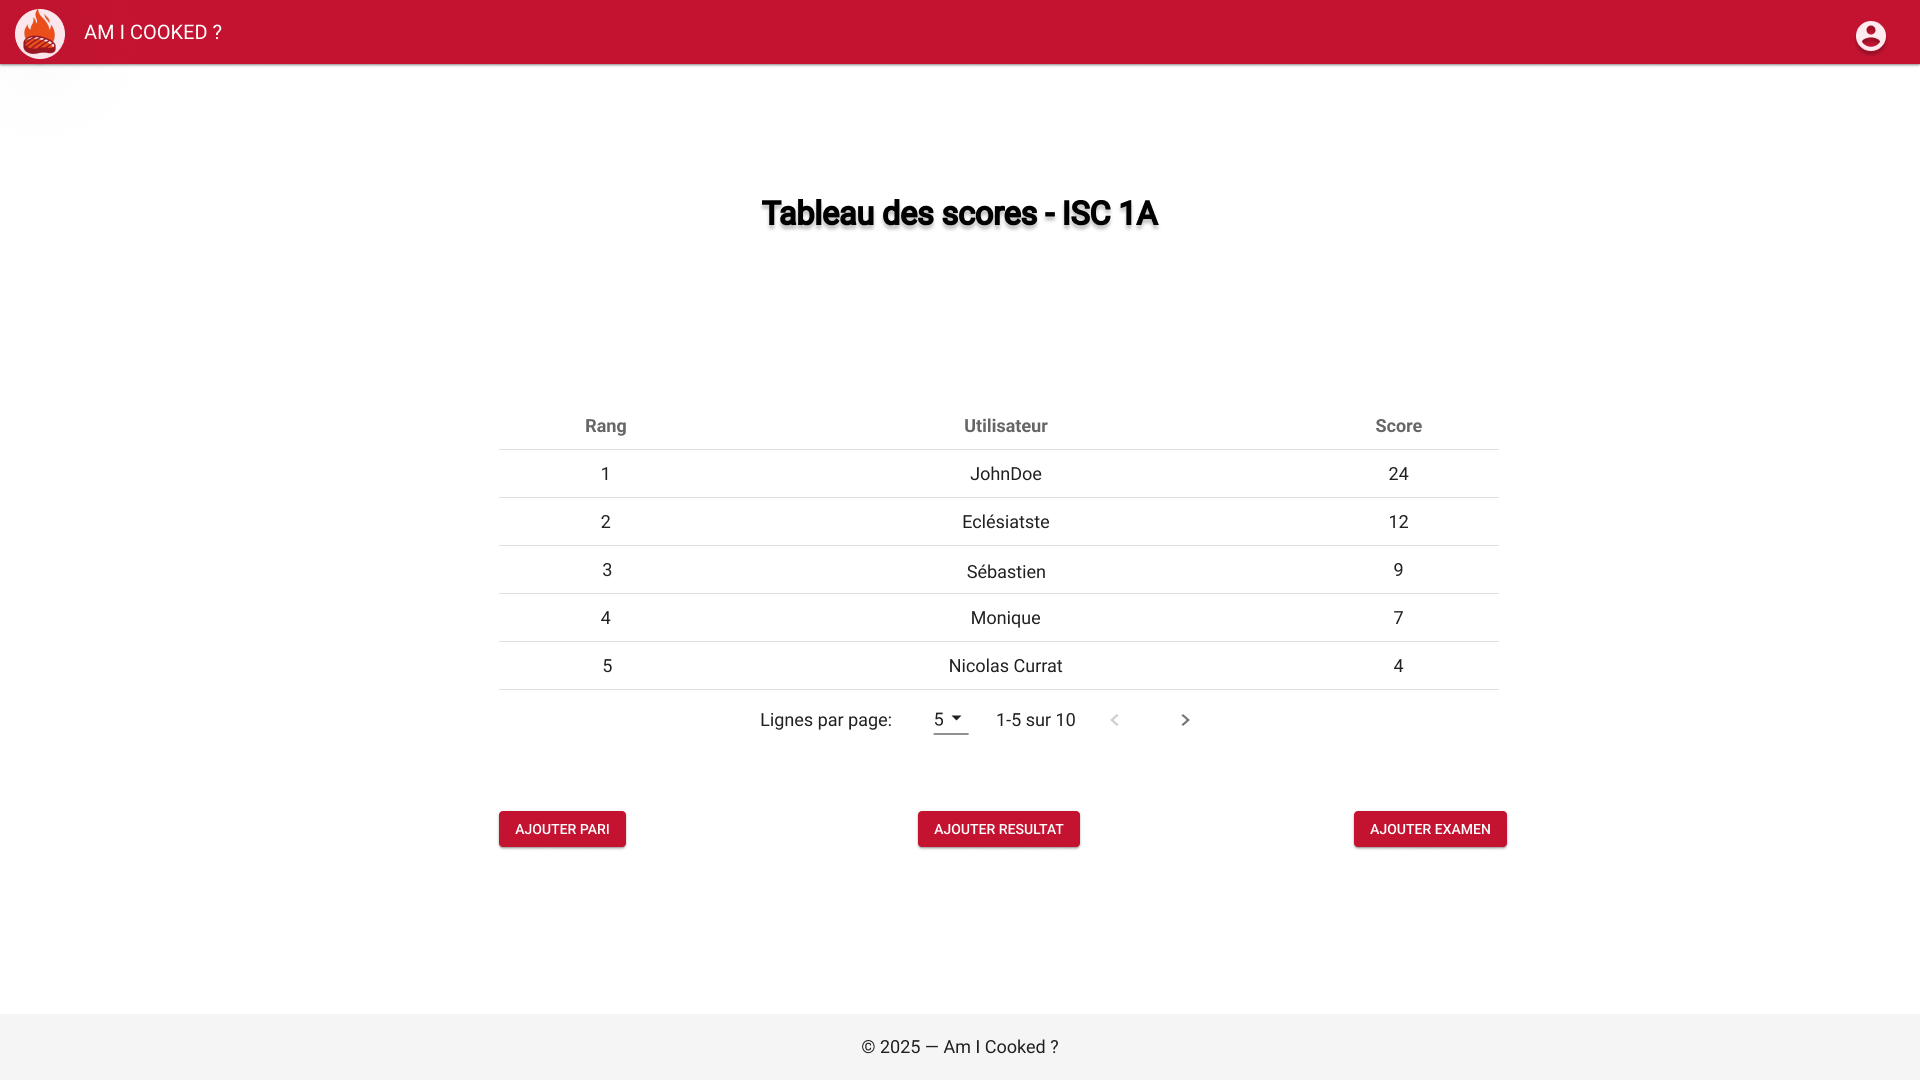 AM I COOKED ?
Tableau des scores - ISC 1A
Rang Utilisateur Score
1 JohnDoe 24
2 Eclésiatste 12
3 Sébastien 9
4 Monique 7
5 Nicolas Currat 4
Lignes par page: 5 1-5 sur 10
AJOUTER PARI AJOUTER RESULTAT AJOUTER EXAMEN
© 2025 — Am I Cooked ?